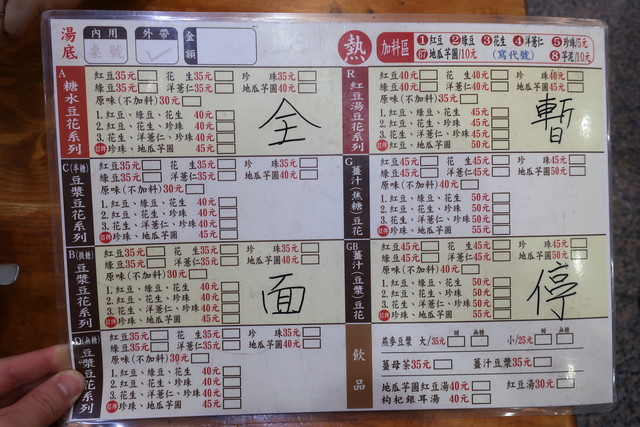 湯底 內用 外帶 金額
桌號
熱 加料區 1紅豆 2綠豆 3花生 4洋薏仁 5珍珠/5元
地瓜芋圓/10元 (寫代號) 8芋泥/10元
A 糖水豆花系列
紅豆35元 花生35元 珍珠35元
綠豆35元 洋薏仁35元 地瓜芋圓40元
原味(不加料)30元
1.紅豆、綠豆、花生 40元
2.紅豆、花生、珍珠 40元
3.花生、洋薏仁、珍珠40元
招牌珍珠、地瓜芋圓 45元
全
R 紅豆湯豆花系列
紅豆40元 花生40元 珍珠40元
綠豆40元 洋薏仁40元 地瓜芋圓45元
原味(不加料)35元
1.紅豆、綠豆、花生 45元
2.紅豆、花生、珍珠 45元
3.花生、洋薏仁、珍珠45元
招牌紅豆、地瓜芋圓 50元
暫
C(半糖) 豆漿豆花系列
紅豆35元 花生35元 珍珠35元
綠豆35元 洋薏仁35元 地瓜芋圓40元
原味(不加料)30元
1.紅豆、綠豆、花生 40元
2.紅豆、花生、珍珠 40元
3.花生、洋薏仁、珍珠40元
招牌珍珠、地瓜芋圓 45元
G 薑汁(焦糖)豆花
紅豆45元 花生45元 珍珠45元
綠豆45元 洋薏仁45元 地瓜芋圓50元
原味(不加料)40元
1.紅豆、綠豆、花生 50元
2.紅豆、花生、珍珠 50元
3.花生、洋薏仁、珍珠50元
招牌珍珠、地瓜芋圓 55元
B(微糖) 豆漿豆花系列
紅豆35元 花生35元 珍珠35元
綠豆35元 洋薏仁35元 地瓜芋圓40元
原味(不加料)30元
1.紅豆、綠豆、花生 40元
2.紅豆、花生、珍珠 40元
3.花生、洋薏仁、珍珠40元
招牌珍珠、地瓜芋圓 45元
面
GB 薑汁(豆漿)豆花
紅豆45元 花生45元 珍珠45元
綠豆45元 洋薏仁45元 地瓜芋圓50元
原味(不加料)40元
1.紅豆、綠豆、花生 50元
2.紅豆、花生、珍珠 50元
3.花生、洋薏仁、珍珠50元
招牌珍珠、地瓜芋圓 55元
停
D(無糖) 豆漿豆花系列
紅豆35元 花生35元 珍珠35元
綠豆35元 洋薏仁35元 地瓜芋圓40元
原味(不加料)30元
1.紅豆、綠豆、花生 40元
2.紅豆、花生、珍珠 40元
3.花生、洋薏仁、珍珠 40元
招牌珍珠、地瓜芋圓 45元
飲品
甜 無糖 甜 無糖
燕麥豆漿 大/35元 小/25元
薑母茶35元 薑汁豆漿35元
地瓜芋圓紅豆湯40元 紅豆湯30元
枸杞銀耳湯 40元